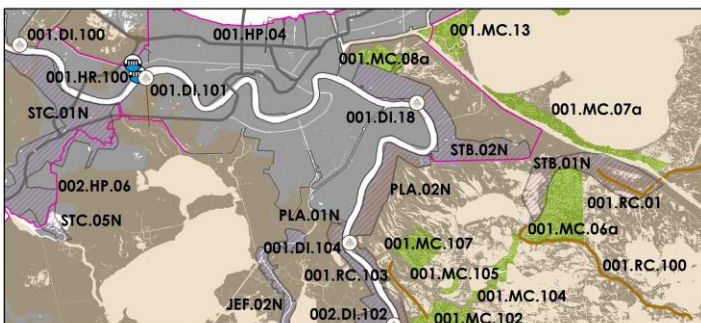 001.DI.100
001.HP.04
001.MC.13
001.MC.08a
001.HR.100
001.DI.101
STC.01N
001.DI.18
001.MC.07a
STB.02N
STB.01N
002.HP.06
PLA.02N
001.RC.01
STC.05N
PLA.01N
001.MC.06a
001.DI.104
001.MC.107
001.RC.100
001.RC.103
001.MC.105
JEF.02N
001.MC.104
002.DI.102
001.MC.102